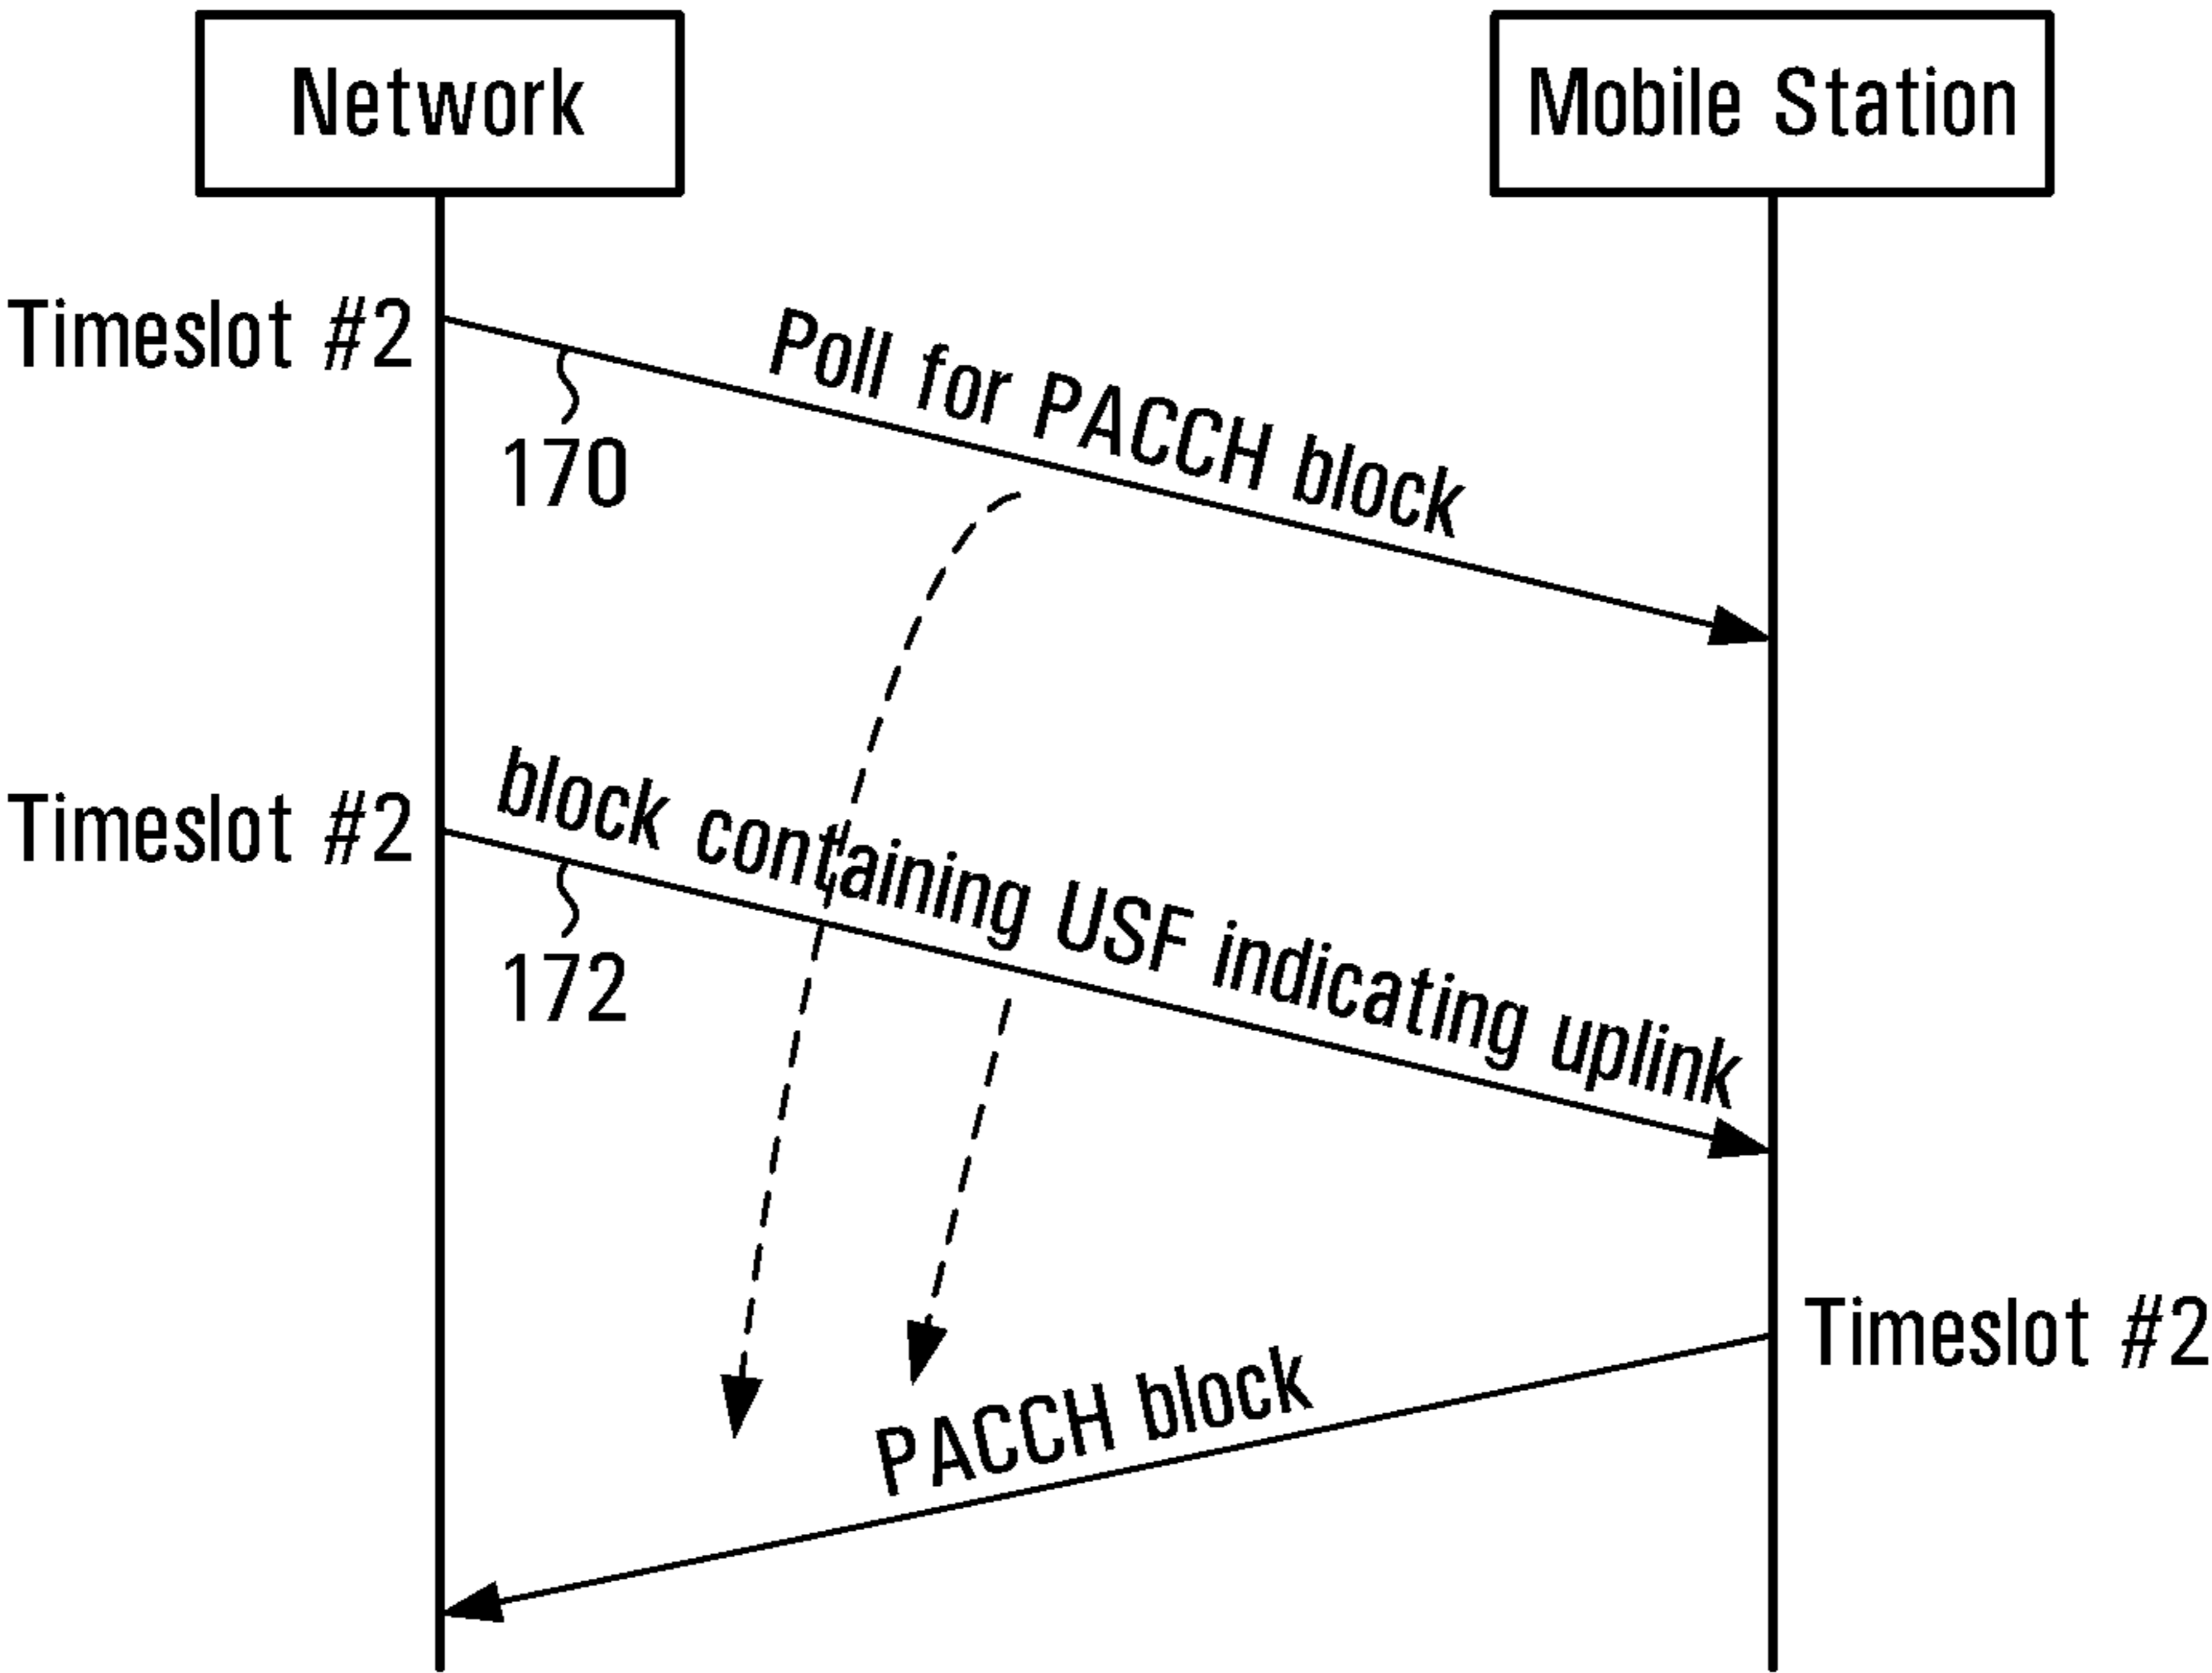 Network
Mobile Station
Timeslot #2
Poll for PACCH block
170
Timeslot #2
block containing USF indicating uplink
172
Timeslot #2
PACCH block